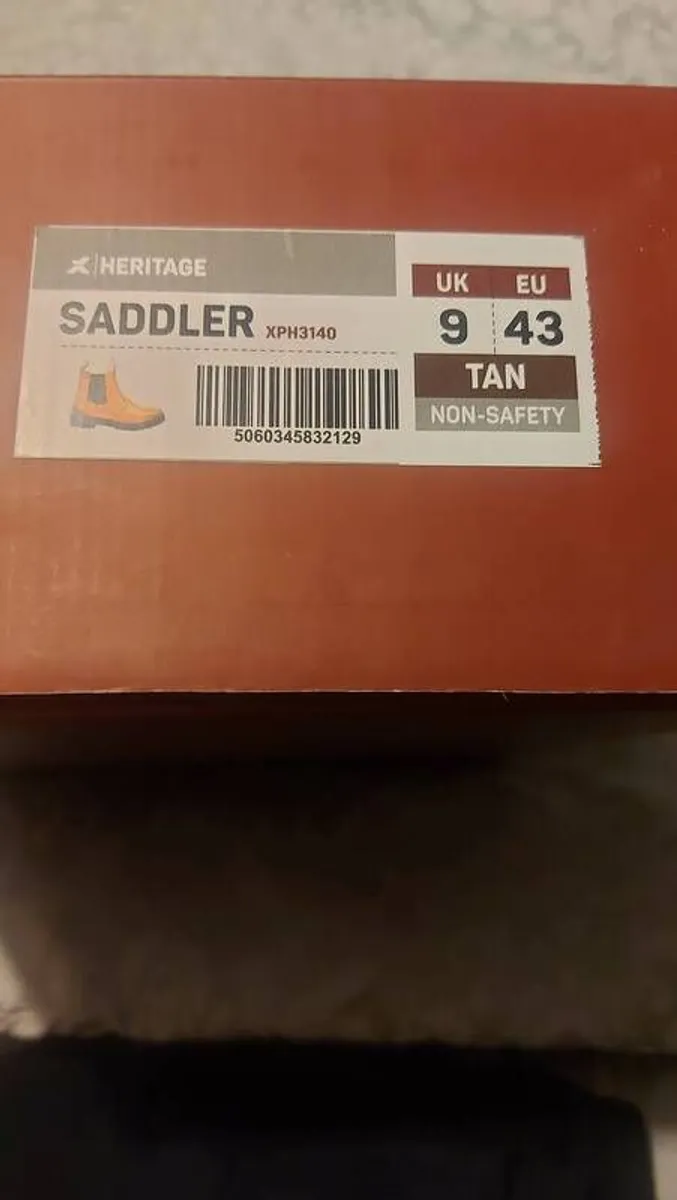 HERITAGE
SADDLER XPH3140
5060345832129
UK EU
9 43
TAN
NON-SAFETY